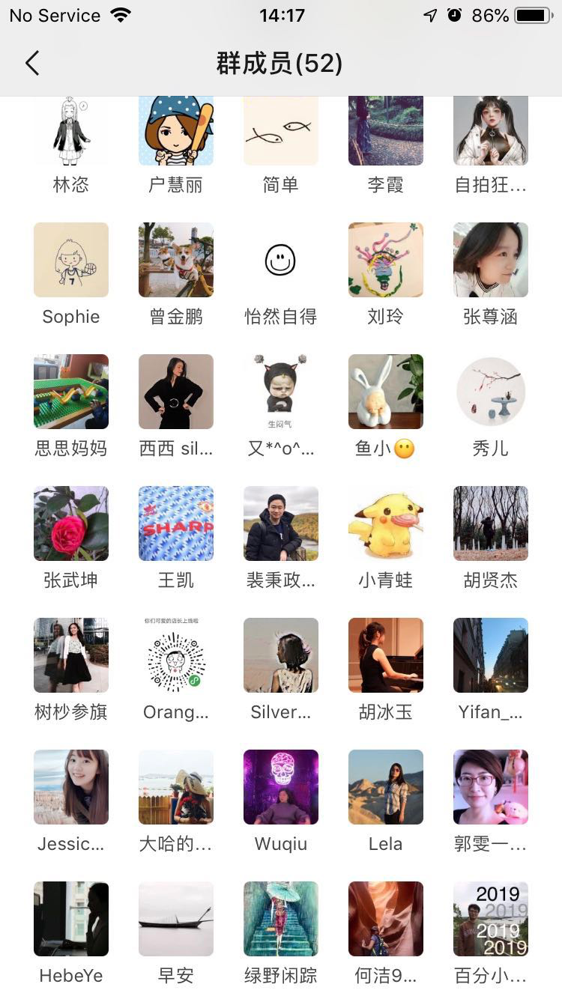 No Service 14:17 86%
群成员(52)
林恣 户慧丽 简单 李霞 自拍狂...
7
Sophie 曾金鹏 怡然自得 刘玲 张尊涵
生闷气
思思妈妈 西西 sil... 又*^o^... 鱼小😶 秀儿
SHARP
张武坤 王凯 裴秉政... 小青蛙 胡贤杰
你们可爱的店长上线啦
树杪参旗 Orang... Silver... 胡冰玉 Yifan_...
Jessic... 大哈的... Wuqiu Lela 郭雯一...
2019
2019
2019
2019
HebeYe 早安 绿野闲踪 何洁9... 百分小...